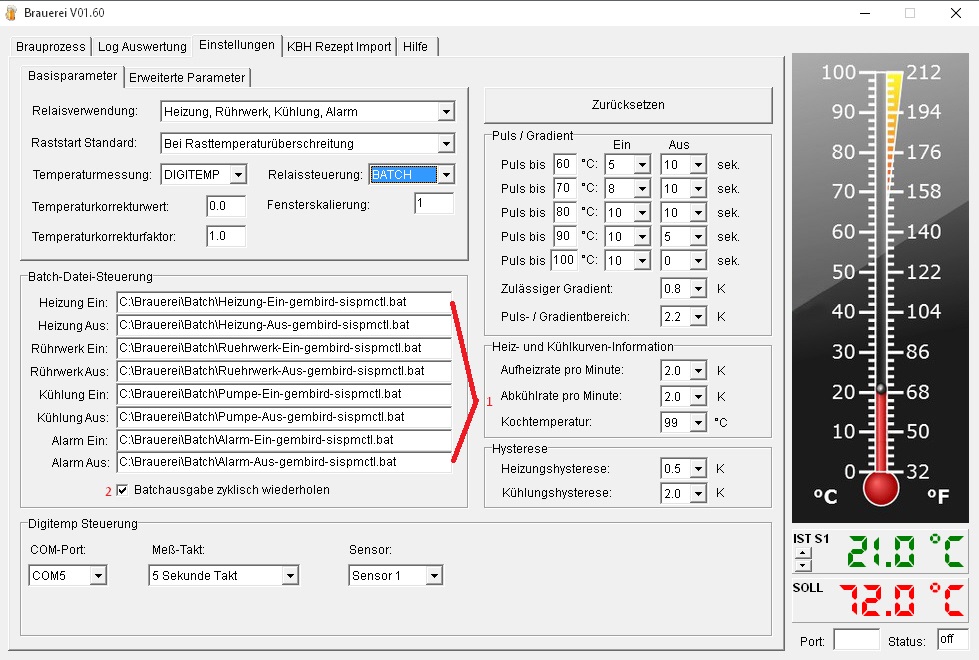 Brauerei V01.60
Brauprozess Log Auswertung Einstellungen KBH Rezept Import Hilfe
Basisparameter Erweiterte Parameter
Relaisverwendung: Heizung, Rührwerk, Kühlung, Alarm
Raststart Standard: Bei Rasttemperaturüberschreitung
Temperaturmessung: DIGITEMP Relaissteuerung: BATCH
Temperaturkorrekturwert: 0.0 Fensterskalierung: 1
Temperaturkorrekturfaktor: 1.0
Batch-Datei-Steuerung
Heizung Ein: C:\Brauerei\Batch\Heizung-Ein-gembird-sispmctl.bat
Heizung Aus: C:\Brauerei\Batch\Heizung-Aus-gembird-sispmctl.bat
Rührwerk Ein: C:\Brauerei\Batch\Ruehrwerk-Ein-gembird-sispmctl.bat
Rührwerk Aus: C:\Brauerei\Batch\Ruehrwerk-Aus-gembird-sispmctl.bat
Kühlung Ein: C:\Brauerei\Batch\Pumpe-Ein-gembird-sispmctl.bat
Kühlung Aus: C:\Brauerei\Batch\Pumpe-Aus-gembird-sispmctl.bat
Alarm Ein: C:\Brauerei\Batch\Alarm-Ein-gembird-sispmctl.bat
Alarm Aus: C:\Brauerei\Batch\Alarm-Aus-gembird-sispmctl.bat
1
2 Batchausgabe zyklisch wiederholen
Digitemp Steuerung
COM-Port: Meß-Takt: Sensor:
COM5 5 Sekunde Takt Sensor 1
Zurücksetzen
Puls / Gradient
Ein Aus
Puls bis 60 °C: 5 10 sek.
Puls bis 70 °C: 8 10 sek.
Puls bis 80 °C: 10 10 sek.
Puls bis 90 °C: 10 5 sek.
Puls bis 100 °C: 10 0 sek.
Zulässiger Gradient: 0.8 K
Puls- / Gradientbereich: 2.2 K
Heiz- und Kühlkurven-Information
Aufheizrate pro Minute: 2.0 K
Abkühlrate pro Minute: 2.0 K
Kochtemperatur: 99 °C
Hysterese
Heizungshysterese: 0.5 K
Kühlungshysterese: 2.0 K
100 212
90 194
80 176
70 158
60 140
50 122
40 104
30 86
20 68
10 50
0 32
°C °F
IST S1 21.0 °C
SOLL 72.0 °C
Port: Status: off